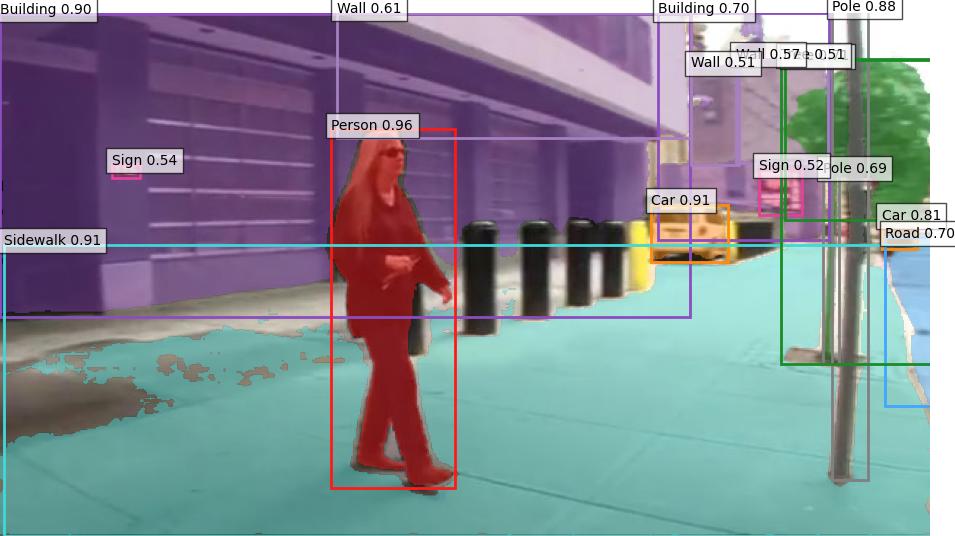 Building 0.90
Wall 0.61
Building 0.70
Pole 0.88
Wall 0.57
0.51
Wall 0.51
Person 0.96
Sign 0.54
Sign 0.52
Pole 0.69
Car 0.91
Car 0.81
Sidewalk 0.91
Road 0.70